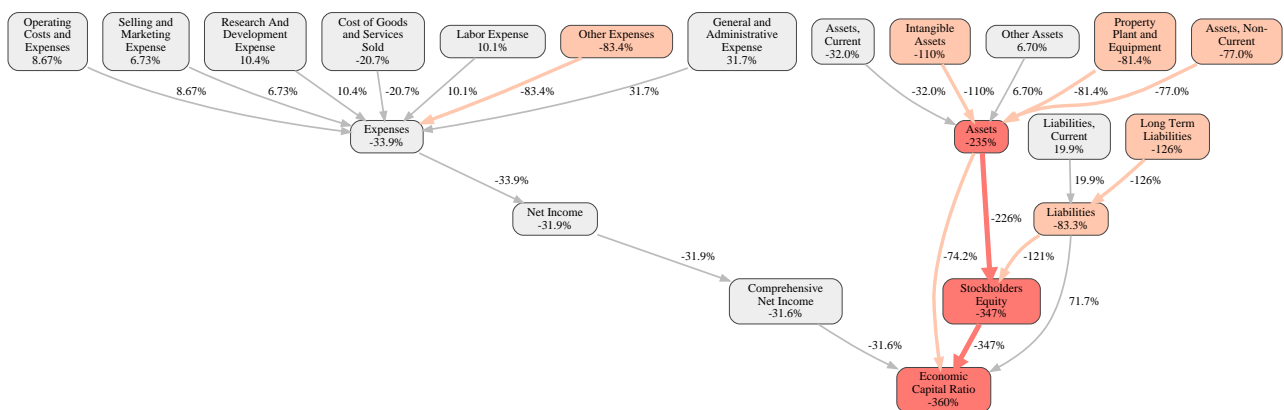 Operating
Costs and
Expenses
8.67%
Selling and
Marketing
Expense
6.73%
Research And
Development
Expense
10.4%
Cost of Goods
and Services
Sold
-20.7%
Labor Expense
10.1%
Other Expenses
-83.4%
General and
Administrative
Expense
31.7%
Assets,
Current
-32.0%
Intangible
Assets
-110%
Other Assets
6.70%
Property
Plant and
Equipment
-81.4%
Assets, Non-
Current
-77.0%
8.67%
6.73%
10.4%
-20.7%
10.1%
-83.4%
31.7%
-32.0%
-110%
6.70%
-81.4%
-77.0%
Expenses
-33.9%
Assets
-235%
Liabilities,
Current
19.9%
Long Term
Liabilities
-126%
-33.9%
19.9%
-126%
Net Income
-31.9%
-226%
Liabilities
-83.3%
-31.9%
-74.2%
-121%
Comprehensive
Net Income
-31.6%
Stockholders
Equity
-347%
71.7%
-31.6%
-347%
Economic
Capital Ratio
-360%